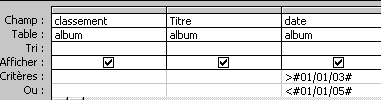 Champ : classement Titre date
Table : album album album
Tri :
Afficher :
Critères : >#01/01/03#
Ou : <#01/01/05#